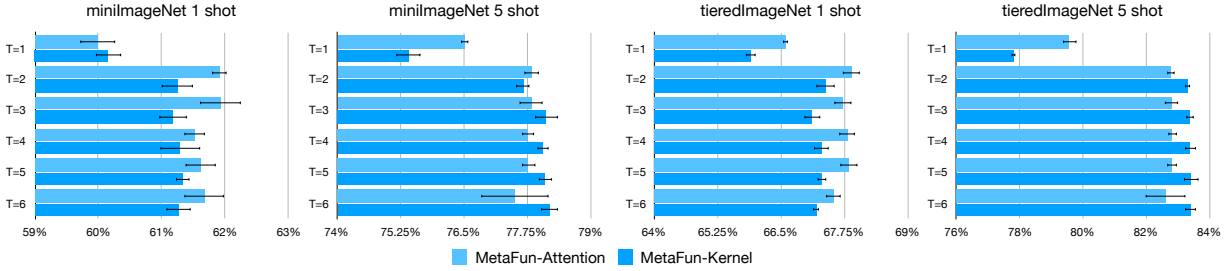 miniImageNet 1 shot
T=1
T=2
T=3
T=4
T=5
T=6
59% 60% 61% 62% 63%
miniImageNet 5 shot
T=1
T=2
T=3
T=4
T=5
T=6
74% 75.25% 76.5% 77.75% 79%
tieredImageNet 1 shot
T=1
T=2
T=3
T=4
T=5
T=6
64% 65.25% 66.5% 67.75% 69%
tieredImageNet 5 shot
T=1
T=2
T=3
T=4
T=5
T=6
76% 78% 80% 82% 84%
MetaFun-Attention MetaFun-Kernel